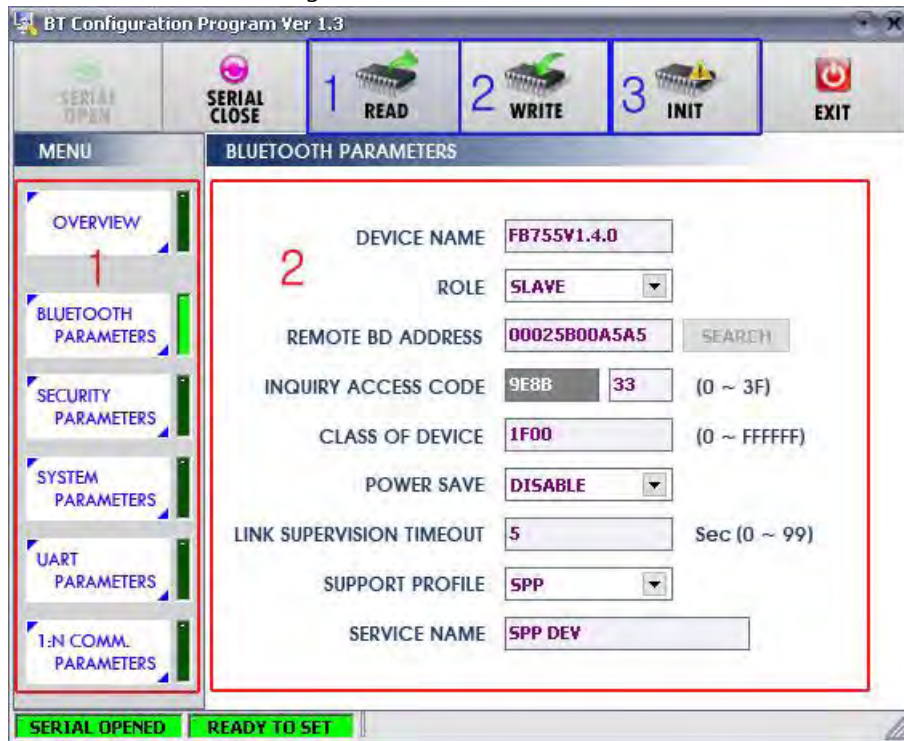 BT Configuration Program Ver 1.3
SERIAL
OPEN
SERIAL
CLOSE
1 READ
2 WRITE
3 INIT
EXIT
MENU
BLUETOOTH PARAMETERS
OVERVIEW
1
BLUETOOTH
PARAMETERS
SECURITY
PARAMETERS
SYSTEM
PARAMETERS
UART
PARAMETERS
1:N COMM.
PARAMETERS
2
DEVICE NAME FB755V1.4.0
ROLE SLAVE
REMOTE BD ADDRESS 00025B00A5A5 SEARCH
INQUIRY ACCESS CODE 9E8B 33 (0 ~ 3F)
CLASS OF DEVICE 1F00 (0 ~ FFFFFF)
POWER SAVE DISABLE
LINK SUPERVISION TIMEOUT 5 Sec (0 ~ 99)
SUPPORT PROFILE SPP
SERVICE NAME SPP DEV
SERIAL OPENED READY TO SET